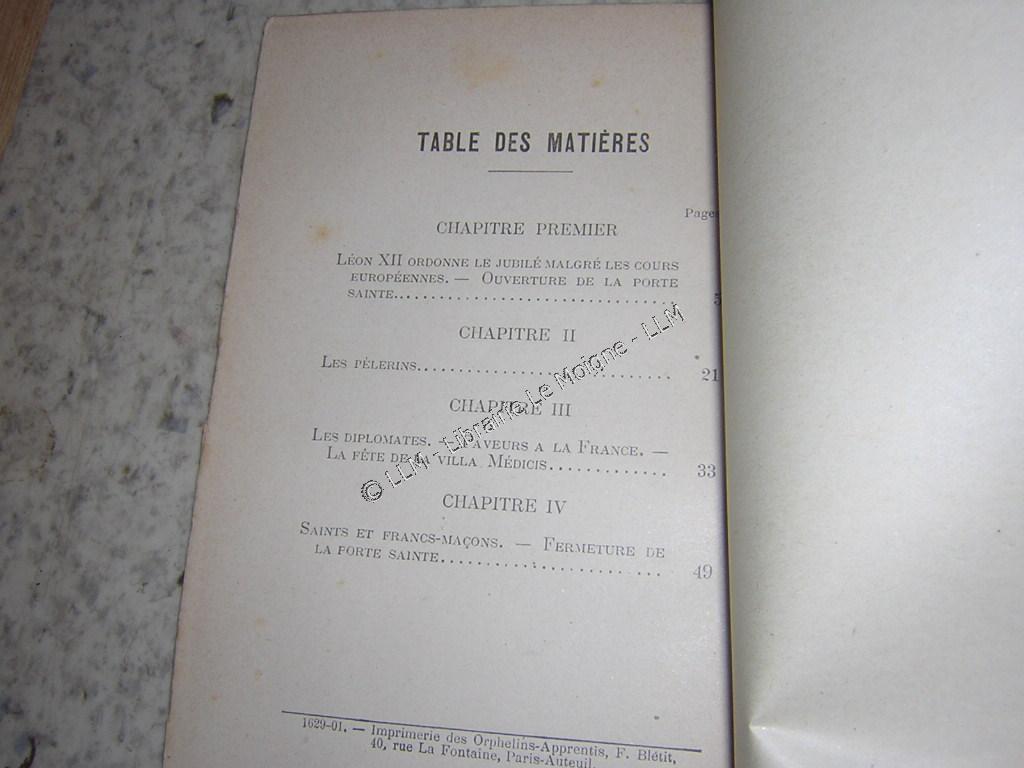 TABLE DES MATIÈRES
Pages
CHAPITRE PREMIER
LÉON XII ORDONNE LE JUBILÉ MALGRÉ LES COURS
EUROPÉENNES. — OUVERTURE DE LA PORTE
SAINTE.
CHAPITRE II
LES PÈLERINS. 21
CHAPITRE III
LES DIPLOMATES. — FAVEURS A LA FRANCE. —
LA FÊTE DE LA VILLA MÉDICIS. 33
CHAPITRE IV
SAINTS ET FRANCS-MAÇONS. — FERMETURE DE
LA PORTE SAINTE. 49
1629-01. — Imprimerie des Orphelins-Apprentis, F. Blétit,
40, rue La Fontaine, Paris-Auteuil.
© LLM - Librairie Le Moigne - LLM